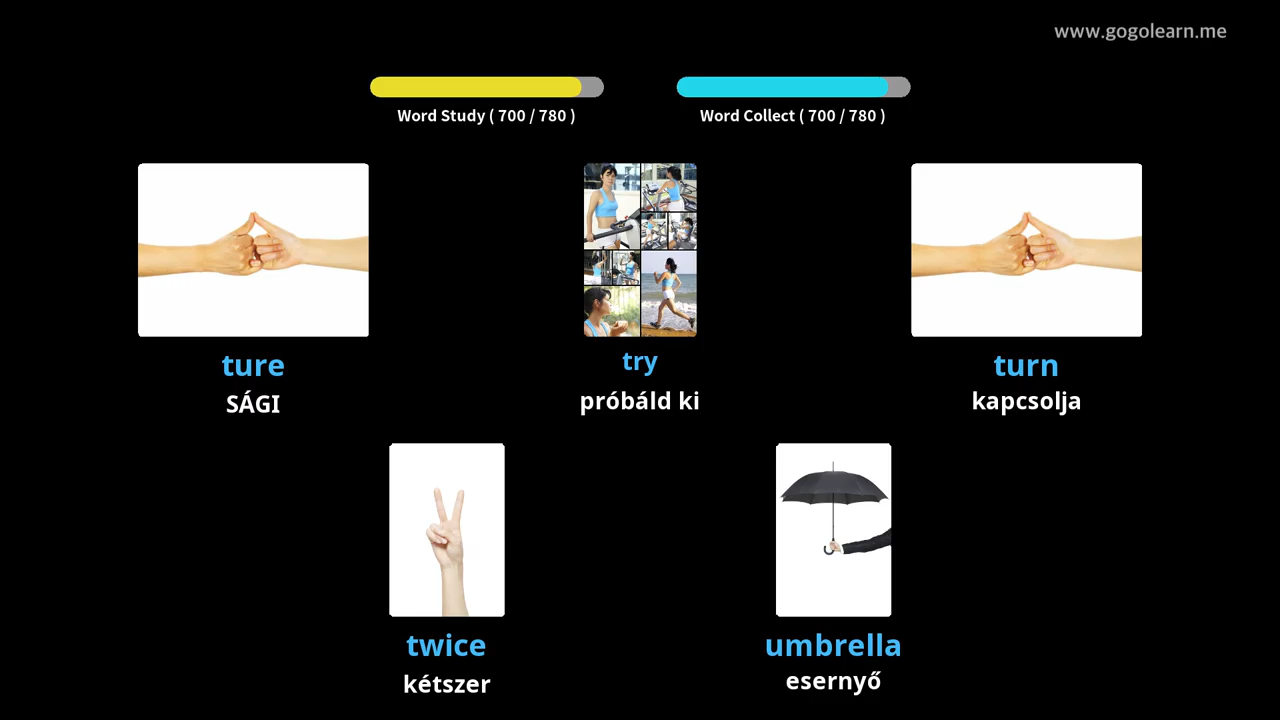 www.gogolearn.me
Word Study ( 700 / 780 )
Word Collect ( 700 / 780 )
ture
SÁGI
try
próbáld ki
turn
kapcsolja
twice
kétszer
umbrella
esernyő